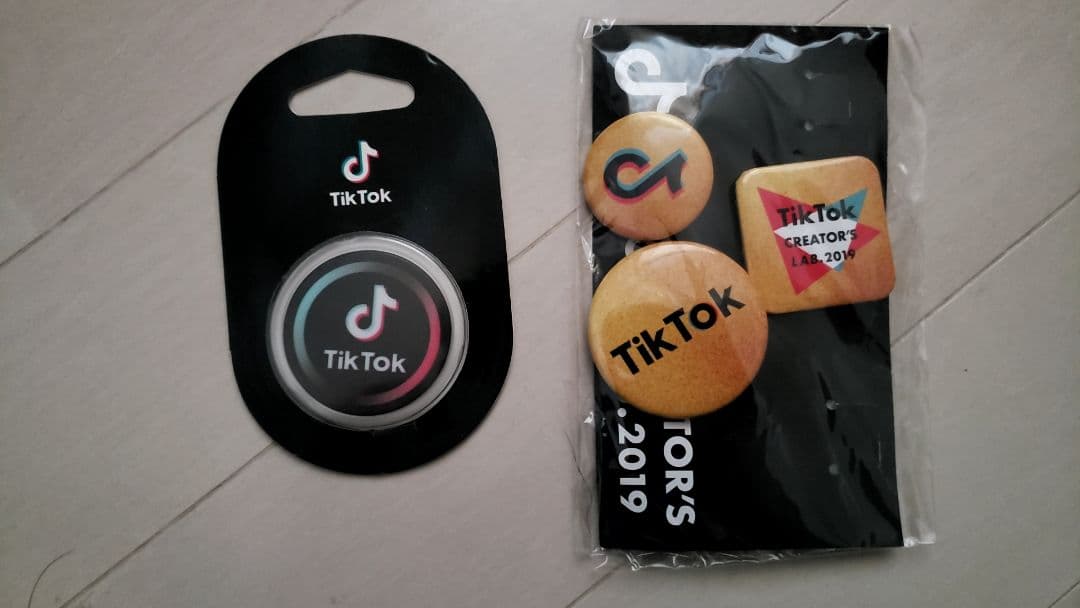 TikTok
TikTok
TikTok
CREATOR'S
LAB.2019
TikTok
TOR'S
.2019